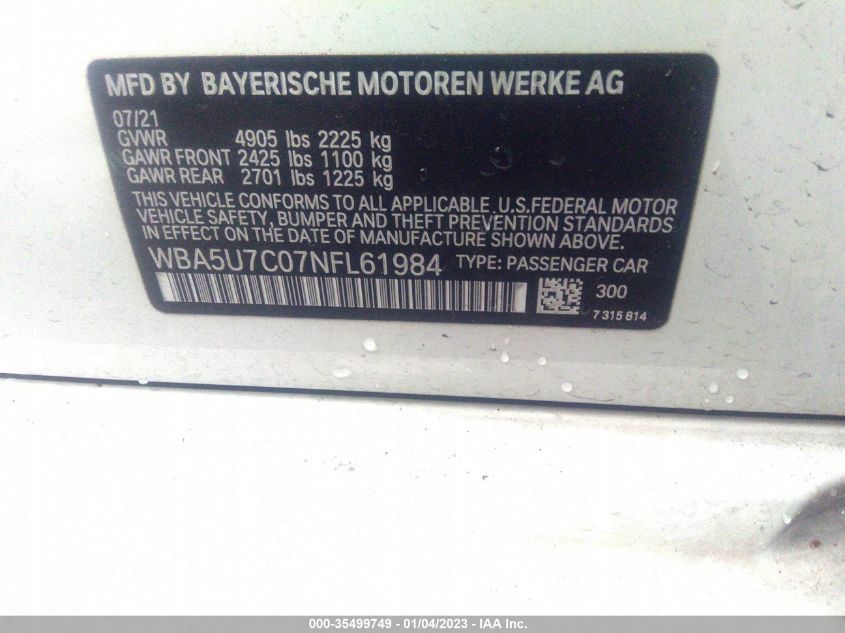 MFD BY BAYERISCHE MOTOREN WERKE AG
07/21
GVWR 4905 lbs 2225 kg
GAWR FRONT 2425 lbs 1100 kg
GAWR REAR 2701 lbs 1225 kg
THIS VEHICLE CONFORMS TO ALL APPLICABLE, U.S.FEDERAL MOTOR
VEHICLE SAFETY, BUMPER AND THEFT PREVENTION STANDARDS
IN EFFECT ON THE DATE OF MANUFACTURE SHOWN ABOVE.
WBA5U7C07NFL61984 TYPE: PASSENGER CAR
300
7315814
000-35499749 - 01/04/2023 - IAA Inc.